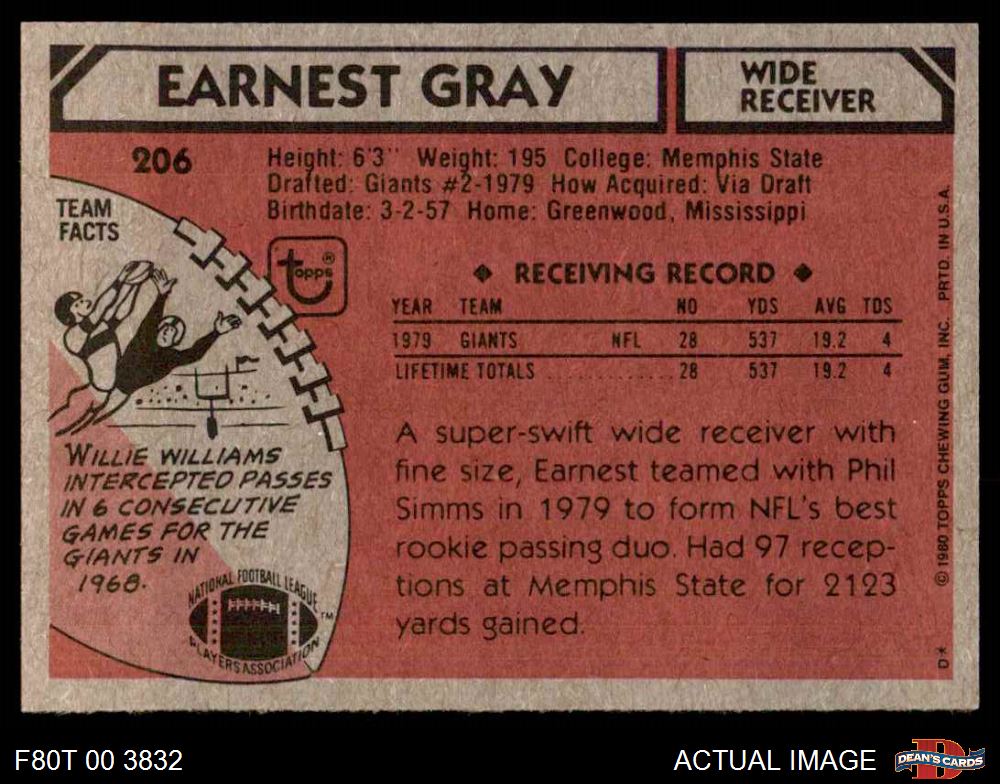 EARNEST GRAY
WIDE
RECEIVER
206
Height: 6'3" Weight: 195 College: Memphis State
Drafted: Giants #2-1979 How Acquired: Via Draft
Birthdate: 3-2-57 Home: Greenwood, Mississippi
TEAM
FACTS
topps®
◆ RECEIVING RECORD ◆
YEAR TEAM NO YDS AVG TDS
1979 GIANTS NFL 28 537 19.2 4
LIFETIME TOTALS .............. 28 537 19.2 4
A super-swift wide receiver with
fine size, Earnest teamed with Phil
Simms in 1979 to form NFL's best
rookie passing duo. Had 97 recep-
tions at Memphis State for 2123
yards gained.
WILLIE WILLIAMS
INTERCEPTED PASSES
IN 6 CONSECUTIVE
GAMES FOR THE
GIANTS IN
1968.
NATIONAL FOOTBALL LEAGUE
PLAYERS ASSOCIATION
™
© 1980 TOPPS CHEWING GUM, INC. PRTD. IN U.S.A.
D*
F80T 00 3832
ACTUAL IMAGE
D
DEAN'S CARDS